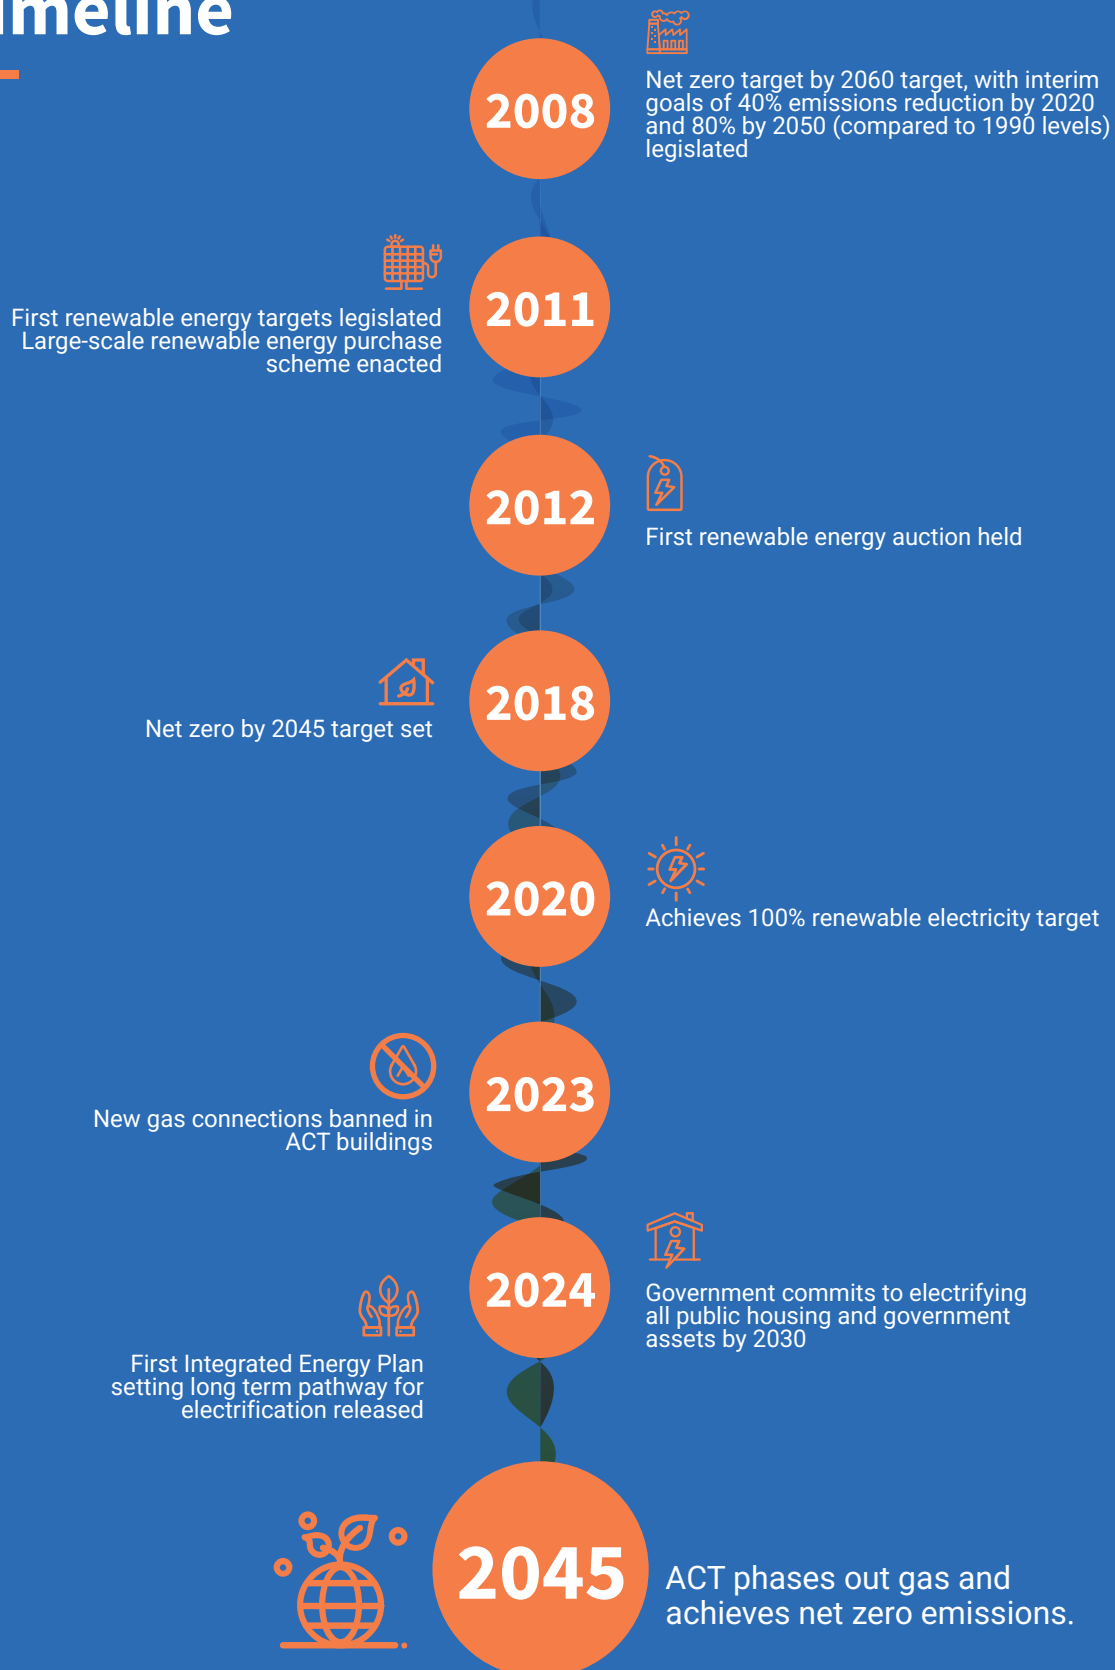 imeline
2008
Net zero target by 2060 target, with interim
goals of 40% emissions reduction by 2020
and 80% by 2050 (compared to 1990 levels)
legislated
2011
First renewable energy targets legislated
Large-scale renewable energy purchase
scheme enacted
2012
First renewable energy auction held
2018
Net zero by 2045 target set
2020
Achieves 100% renewable electricity target
2023
New gas connections banned in
ACT buildings
2024
Government commits to electrifying
all public housing and government
assets by 2030
First Integrated Energy Plan
setting long term pathway for
electrification released
2045
ACT phases out gas and
achieves net zero emissions.